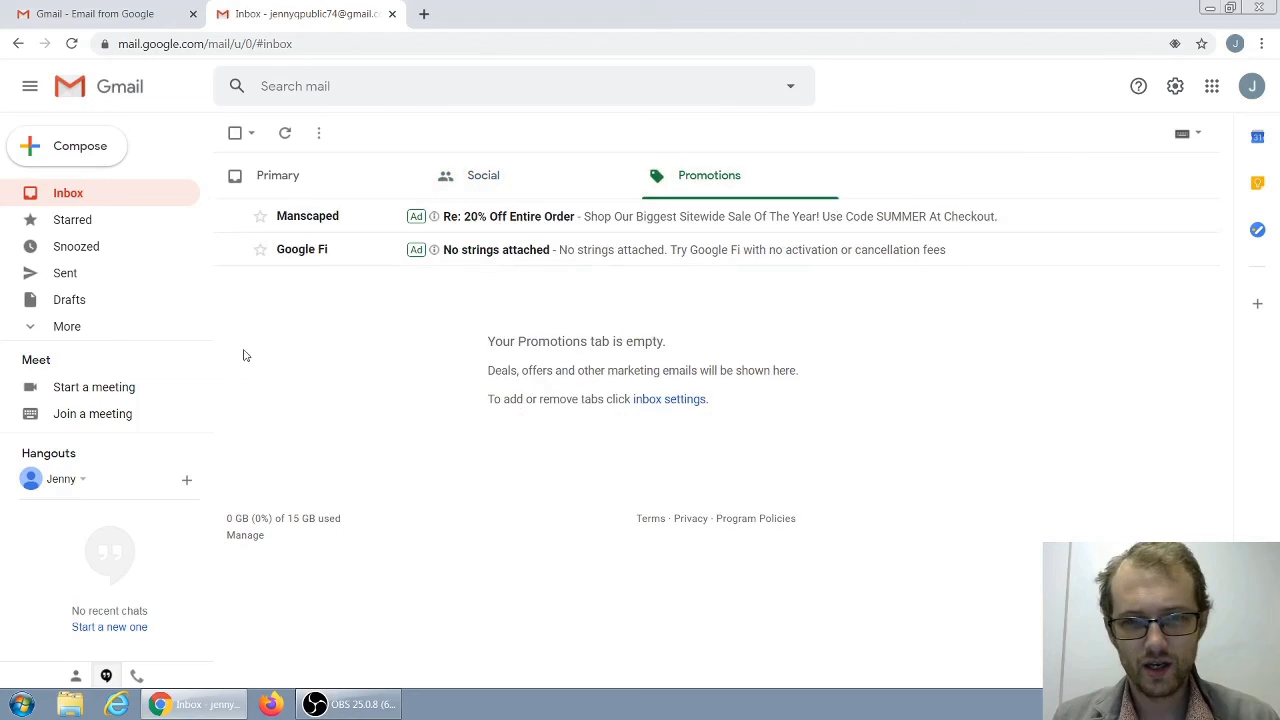 Gmail - Email from Google
Inbox - jennyqpublic74@gmail.c
mail.google.com/mail/u/0/#inbox
J
Gmail
Search mail
J
Compose
Inbox
Starred
Snoozed
Sent
Drafts
More
Meet
Start a meeting
Join a meeting
Hangouts
Jenny
No recent chats
Start a new one
Primary
Social
Promotions
Manscaped Ad Re: 20% Off Entire Order - Shop Our Biggest Sitewide Sale Of The Year! Use Code SUMMER At Checkout.
Google Fi Ad No strings attached - No strings attached. Try Google Fi with no activation or cancellation fees
Your Promotions tab is empty.
Deals, offers and other marketing emails will be shown here.
To add or remove tabs click inbox settings.
0 GB (0%) of 15 GB used
Manage
Terms · Privacy · Program Policies
31
Inbox - jenny...
OBS 25.0.8 (6...